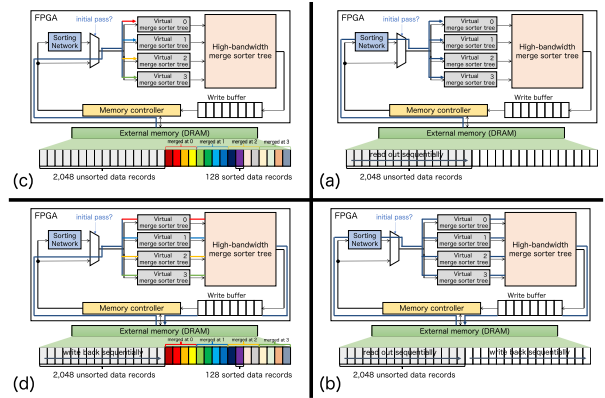 FPGA
initial pass?
Sorting
Network
Virtual 0
merge sorter tree
Virtual 1
merge sorter tree
Virtual 2
merge sorter tree
Virtual 3
merge sorter tree
High-bandwidth
merge sorter tree
Write buffer
Memory controller
External memory (DRAM)
merged at 0 merged at 1 merged at 2 merged at 3
2,048 unsorted data records 128 sorted data records
(c)
FPGA
initial pass?
Sorting
Network
Virtual 0
merge sorter tree
Virtual 1
merge sorter tree
Virtual 2
merge sorter tree
Virtual 3
merge sorter tree
High-bandwidth
merge sorter tree
Write buffer
Memory controller
External memory (DRAM)
read out sequentially
2,048 unsorted data records
(a)
FPGA
initial pass?
Sorting
Network
Virtual 0
merge sorter tree
Virtual 1
merge sorter tree
Virtual 2
merge sorter tree
Virtual 3
merge sorter tree
High-bandwidth
merge sorter tree
Write buffer
Memory controller
External memory (DRAM)
merged at 0 merged at 1 merged at 2 merged at 3
write back sequentially
2,048 unsorted data records 128 sorted data records
(d)
FPGA
initial pass?
Sorting
Network
Virtual 0
merge sorter tree
Virtual 1
merge sorter tree
Virtual 2
merge sorter tree
Virtual 3
merge sorter tree
High-bandwidth
merge sorter tree
Write buffer
Memory controller
External memory (DRAM)
read out sequentially write back sequentially
2,048 unsorted data records
(b)